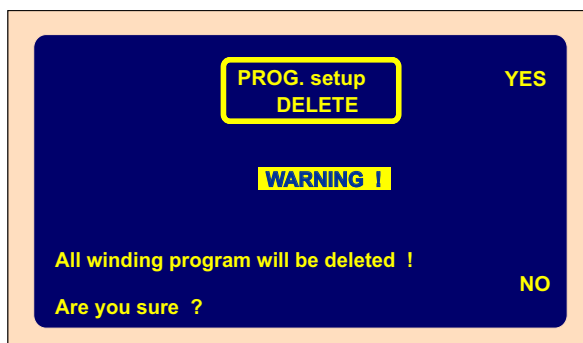 PROG. setup
DELETE
YES
WARNING !
All winding program will be deleted !
NO
Are you sure ?